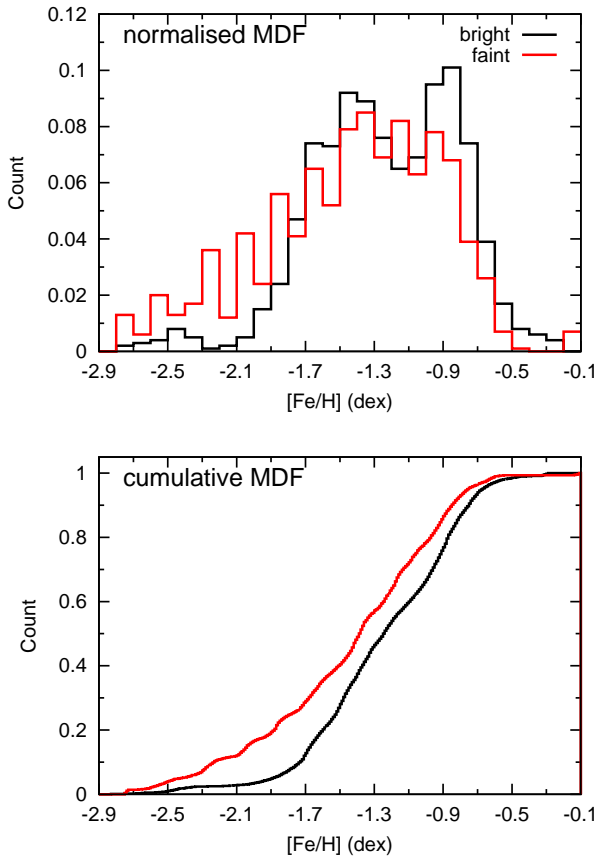 normalised MDF
bright
faint
Count
0.12
0.1
0.08
0.06
0.04
0.02
0
-2.9 -2.5 -2.1 -1.7 -1.3 -0.9 -0.5 -0.1
[Fe/H] (dex)
cumulative MDF
Count
1
0.8
0.6
0.4
0.2
0
-2.9 -2.5 -2.1 -1.7 -1.3 -0.9 -0.5 -0.1
[Fe/H] (dex)